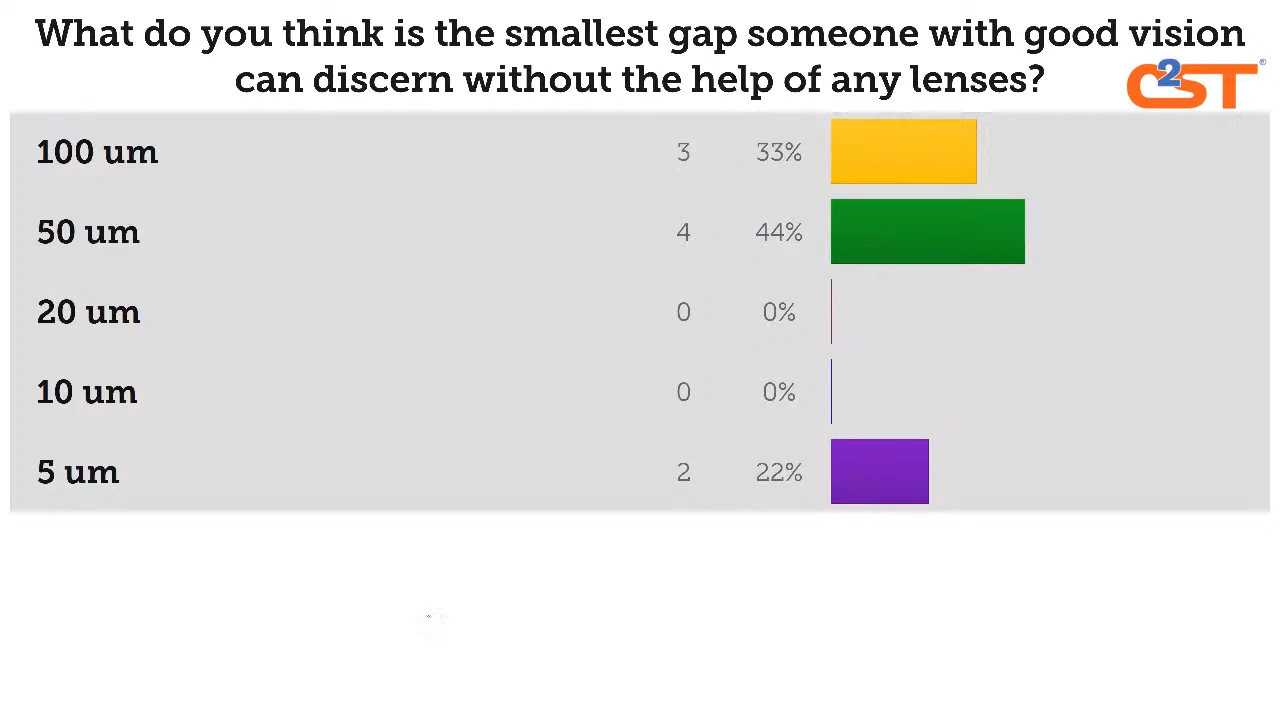 What do you think is the smallest gap someone with good vision
can discern without the help of any lenses?
C2ST®
100 um 3 33%
50 um 4 44%
20 um 0 0%
10 um 0 0%
5 um 2 22%